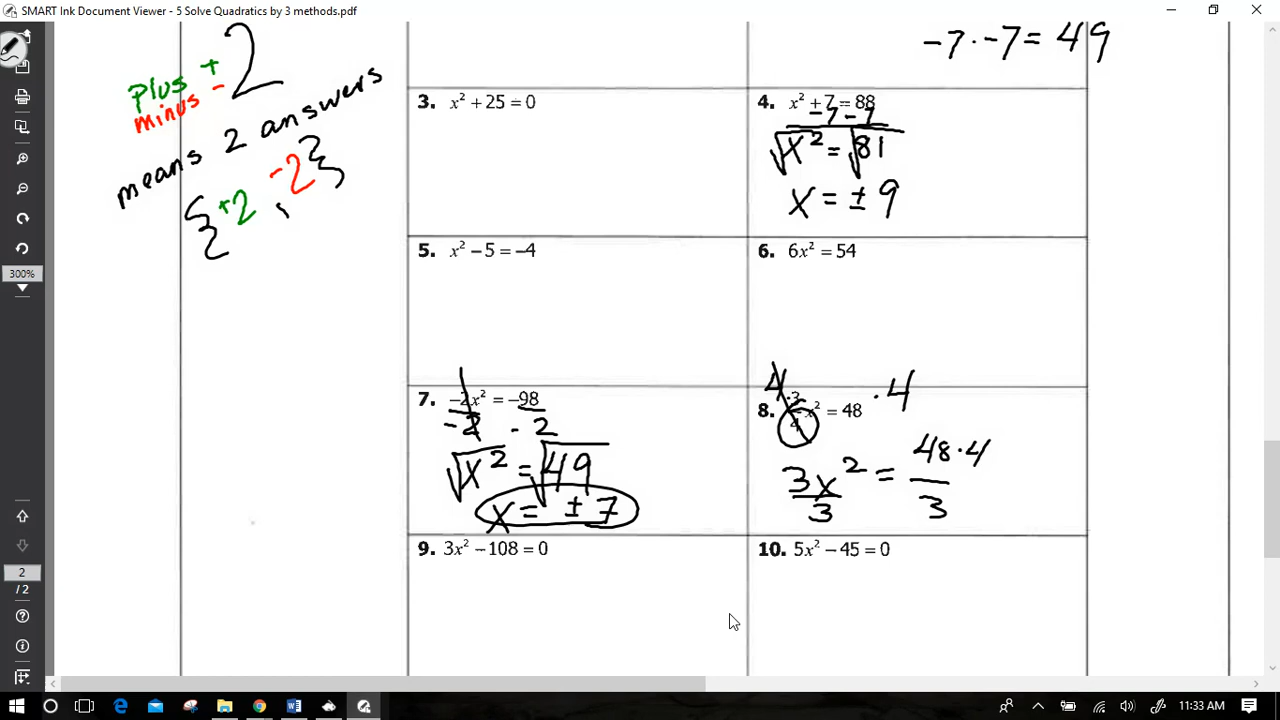 SMART Ink Document Viewer - 5 Solve Quadratics by 3 methods.pdf
-7 · -7 = 49
plus + 2
minus -
means 2 answers
{+2, -2}
3. x² + 25 = 0
4. x² + 7 = 88
-7 -7
√x² = √81
x = ± 9
5. x² − 5 = −4
6. 6x² = 54
7. −2x² = −98
-2 -2
√x² = √49
x = ± 7
4 · 3/4 x² = 48 · 4
8.
3x² = 48·4
3 3
9. 3x² − 108 = 0
10. 5x² − 45 = 0
300%
2
/ 2
11:33 AM